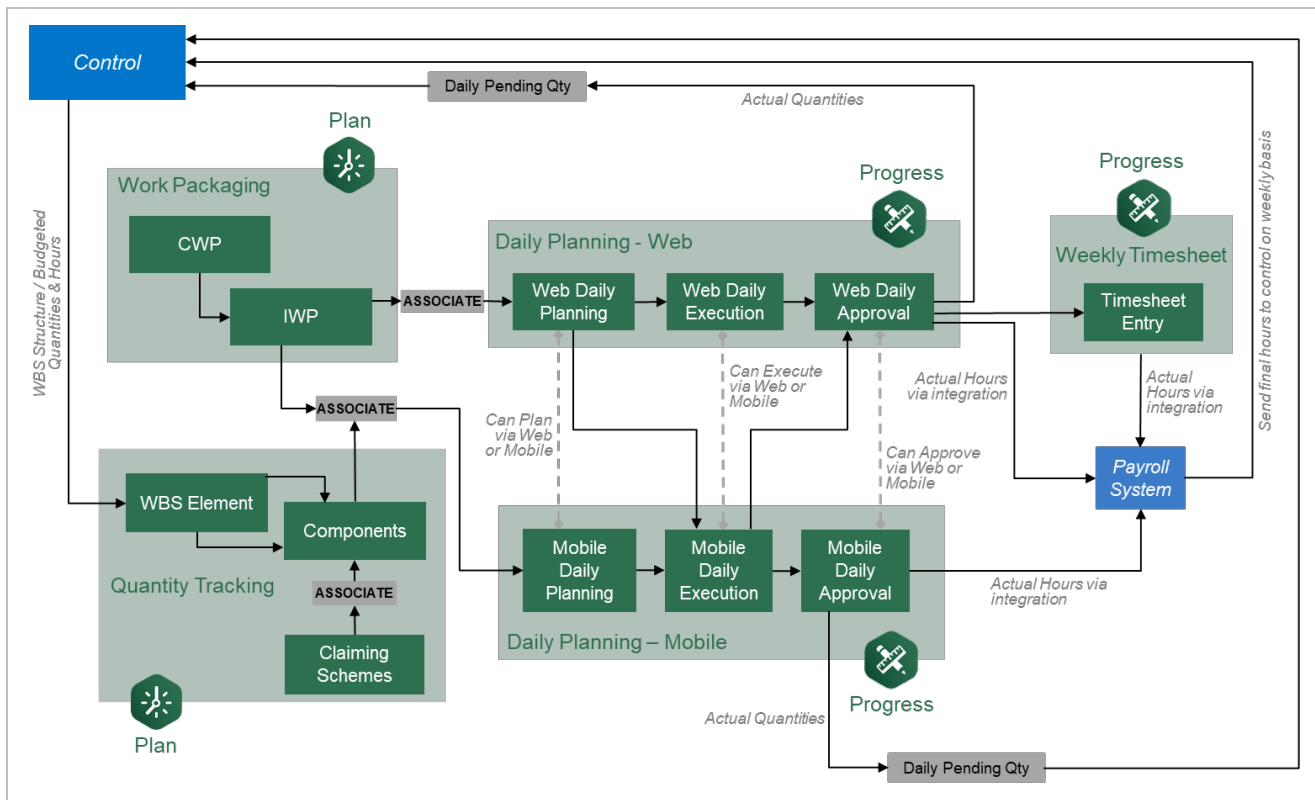 Control
Daily Pending Qty
Actual Quantities
Plan
Progress
Progress
Work Packaging
CWP
IWP
ASSOCIATE
Daily Planning - Web
Web Daily
Planning
Web Daily
Execution
Web Daily
Approval
Weekly Timesheet
Timesheet
Entry
WBS Structure / Budgeted
Quantities & Hours
Send final hours to control on weekly basis
Can Plan
via Web
or Mobile
Can Execute
via Web or
Mobile
Actual Hours
via integration
Actual
Hours via
integration
Can Approve
via Web or
Mobile
ASSOCIATE
Payroll
System
WBS Element
Components
Quantity Tracking
ASSOCIATE
Claiming
Schemes
Plan
Mobile
Daily
Planning
Mobile
Daily
Execution
Mobile
Daily
Approval
Actual Hours via
integration
Daily Planning – Mobile
Progress
Actual Quantities
Daily Pending Qty